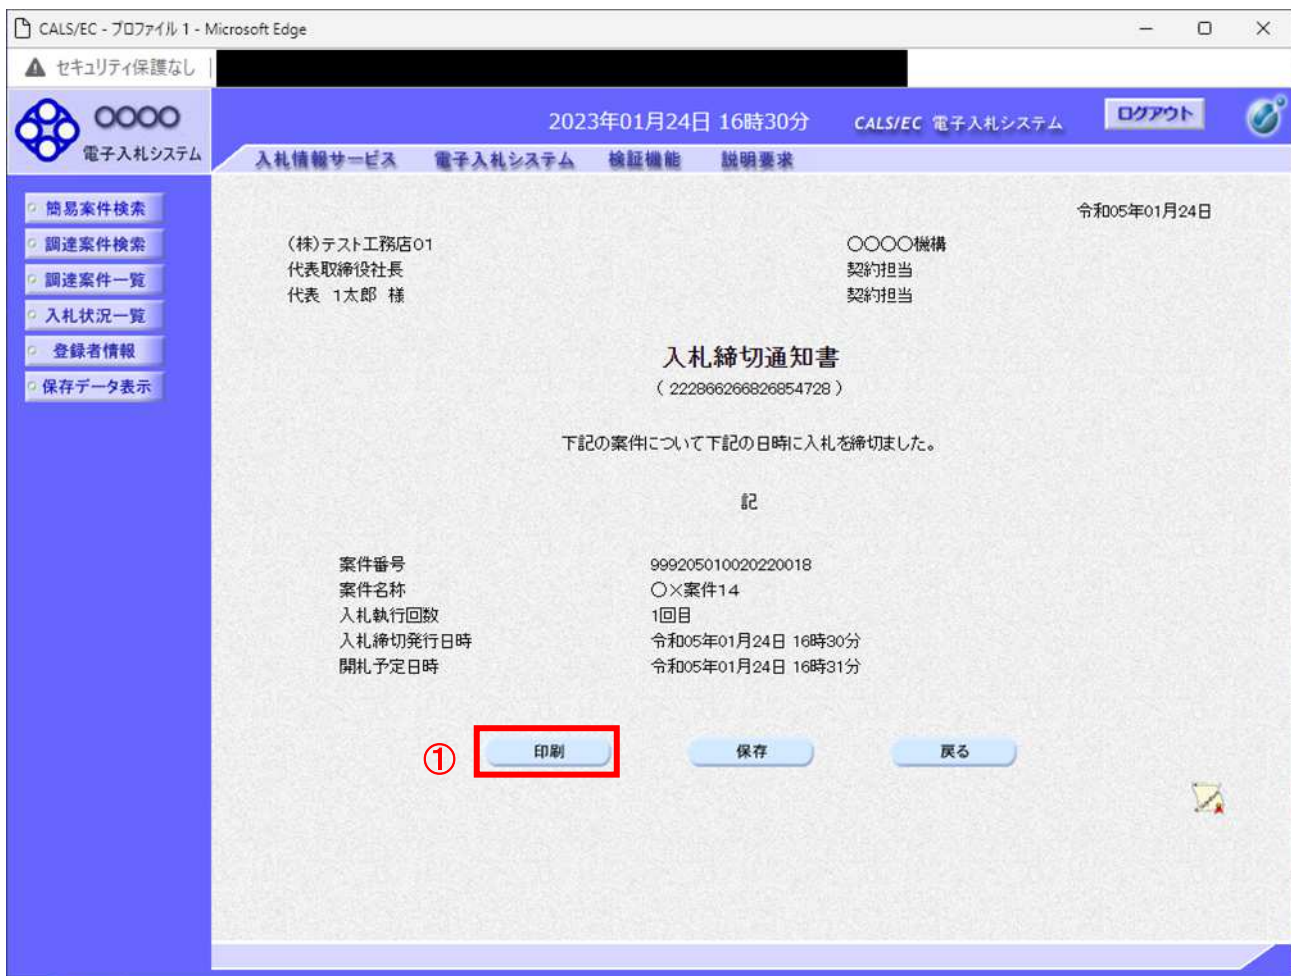 CALS/EC - プロファイル 1 - Microsoft Edge
セキュリティ保護なし
〇〇〇〇
電子入札システム
2023年01月24日 16時30分
CALS/EC 電子入札システム
ログアウト
入札情報サービス 電子入札システム 検証機能 説明要求
簡易案件検索
調達案件検索
調達案件一覧
入札状況一覧
登録者情報
保存データ表示
令和05年01月24日
(株)テスト工務店01
代表取締役社長
代表 1太郎 様
〇〇〇〇機構
契約担当
契約担当
入札締切通知書
( 222866266826854728 )
下記の案件について下記の日時に入札を締切ました。
記
案件番号 999205010020220018
案件名称 〇×案件14
入札執行回数 1回目
入札締切発行日時 令和05年01月24日 16時30分
開札予定日時 令和05年01月24日 16時31分
① 印刷 保存 戻る